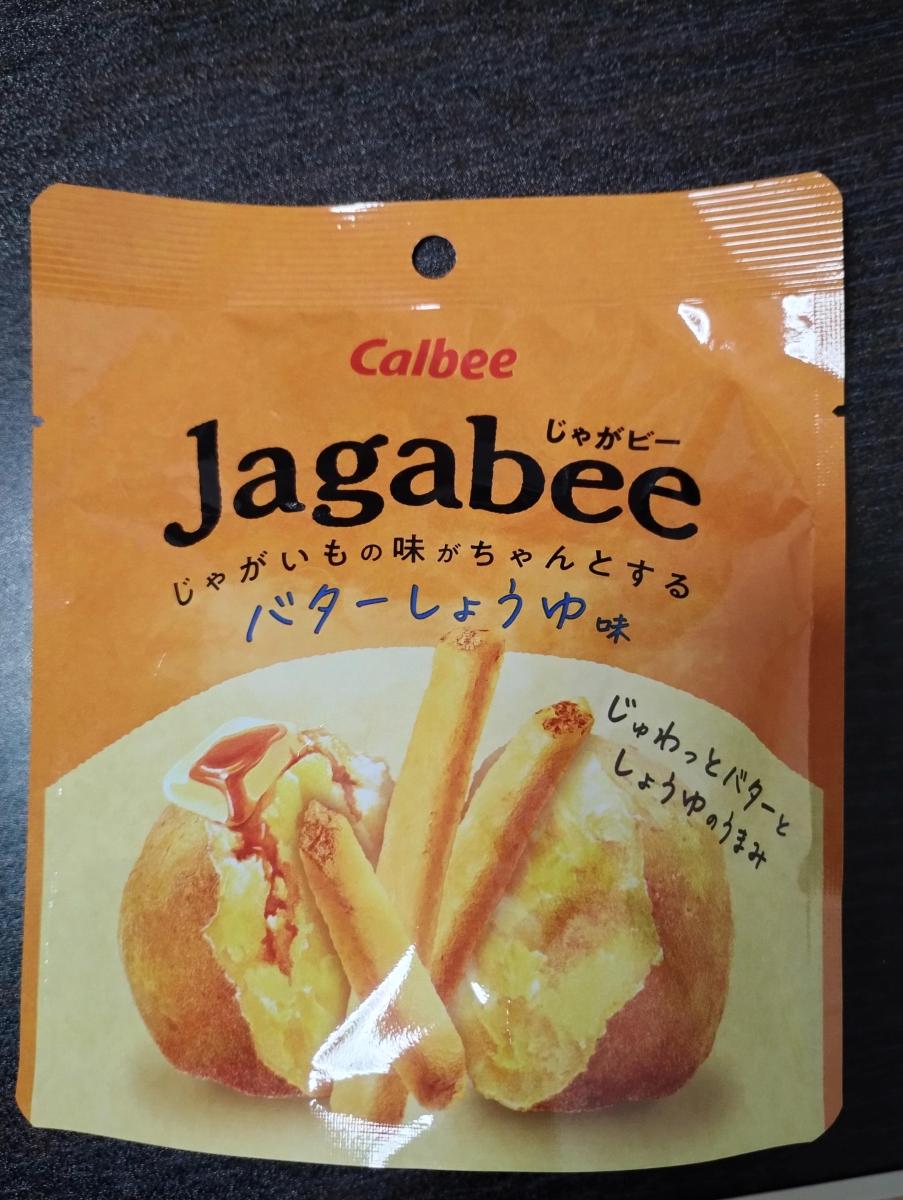 Calbee
じゃがビー
Jagabee
じゃがいもの味がちゃんとする
バターしょうゆ味
じゅわっとバターと
しょうゆのうまみ